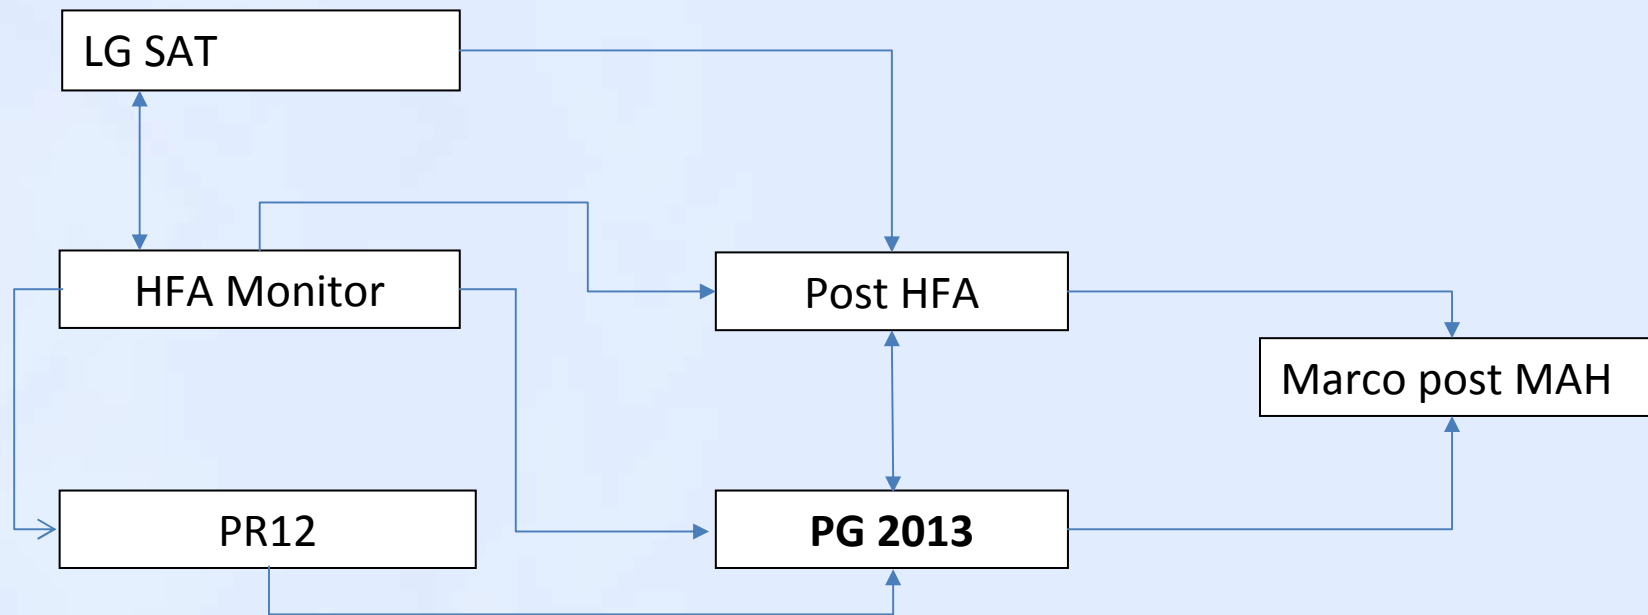 LG SAT
HFA Monitor
Post HFA
Marco post MAH
PR12
PG 2013